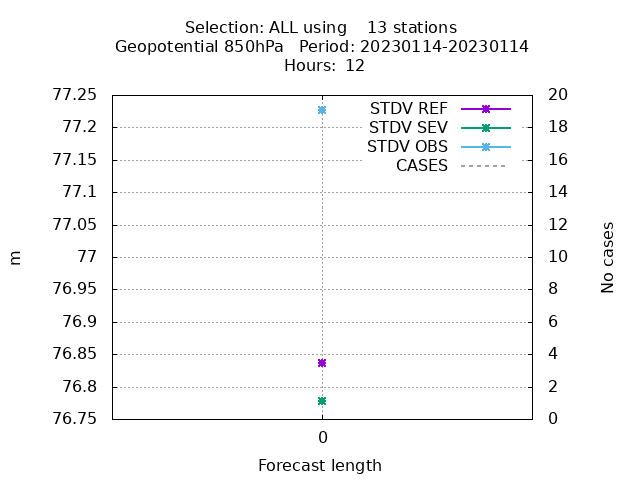 Selection: ALL using    13 stations
Geopotential 850hPa   Period: 20230114-20230114
Hours: 12
77.25
77.2
77.15
77.1
77.05
77
76.95
76.9
76.85
76.8
76.75
m
STDV REF
STDV SEV
STDV OBS
CASES
20
18
16
14
12
10
8
6
4
2
0
No cases
0
Forecast length